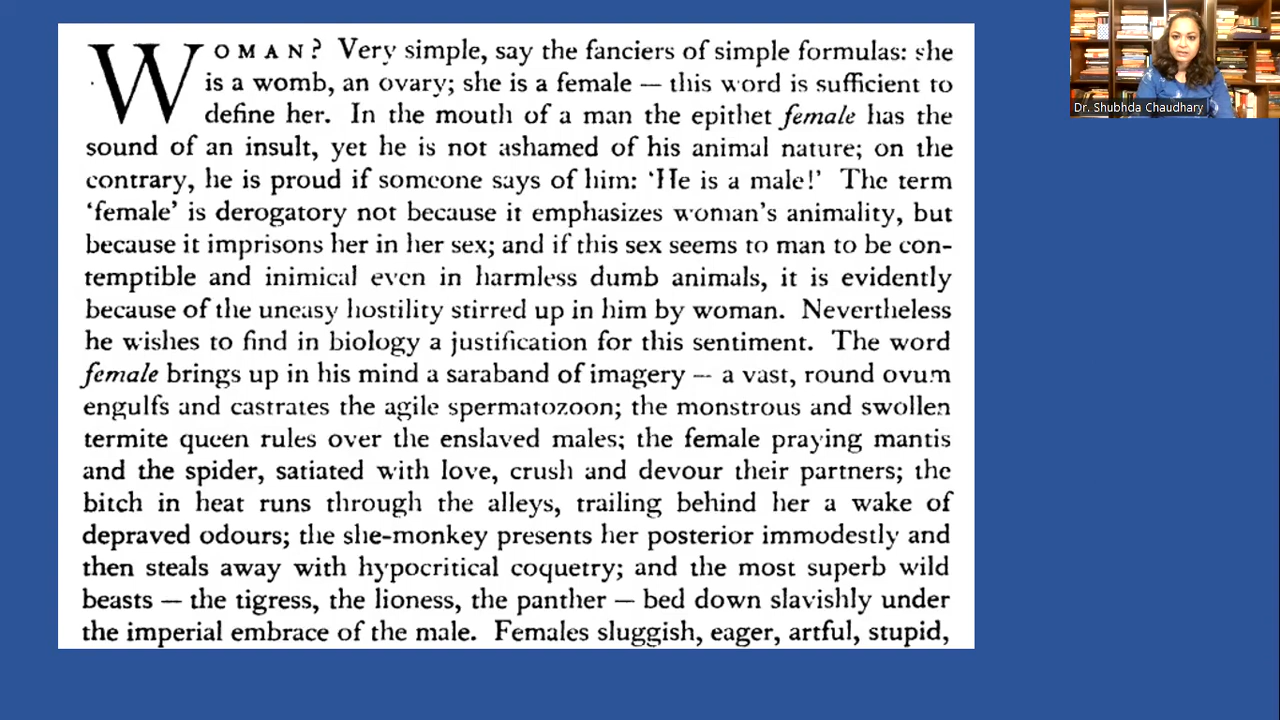 WOMAN? Very simple, say the fanciers of simple formulas: she
is a womb, an ovary; she is a female — this word is sufficient to
define her. In the mouth of a man the epithet female has the
sound of an insult, yet he is not ashamed of his animal nature; on the
contrary, he is proud if someone says of him: ‘He is a male!’ The term
‘female’ is derogatory not because it emphasizes woman’s animality, but
because it imprisons her in her sex; and if this sex seems to man to be con-
temptible and inimical even in harmless dumb animals, it is evidently
because of the uneasy hostility stirred up in him by woman. Nevertheless
he wishes to find in biology a justification for this sentiment. The word
female brings up in his mind a saraband of imagery — a vast, round ovum
engulfs and castrates the agile spermatozoon; the monstrous and swollen
termite queen rules over the enslaved males; the female praying mantis
and the spider, satiated with love, crush and devour their partners; the
bitch in heat runs through the alleys, trailing behind her a wake of
depraved odours; the she-monkey presents her posterior immodestly and
then steals away with hypocritical coquetry; and the most superb wild
beasts — the tigress, the lioness, the panther — bed down slavishly under
the imperial embrace of the male. Females sluggish, eager, artful, stupid,
Dr. Shubhda Chaudhary